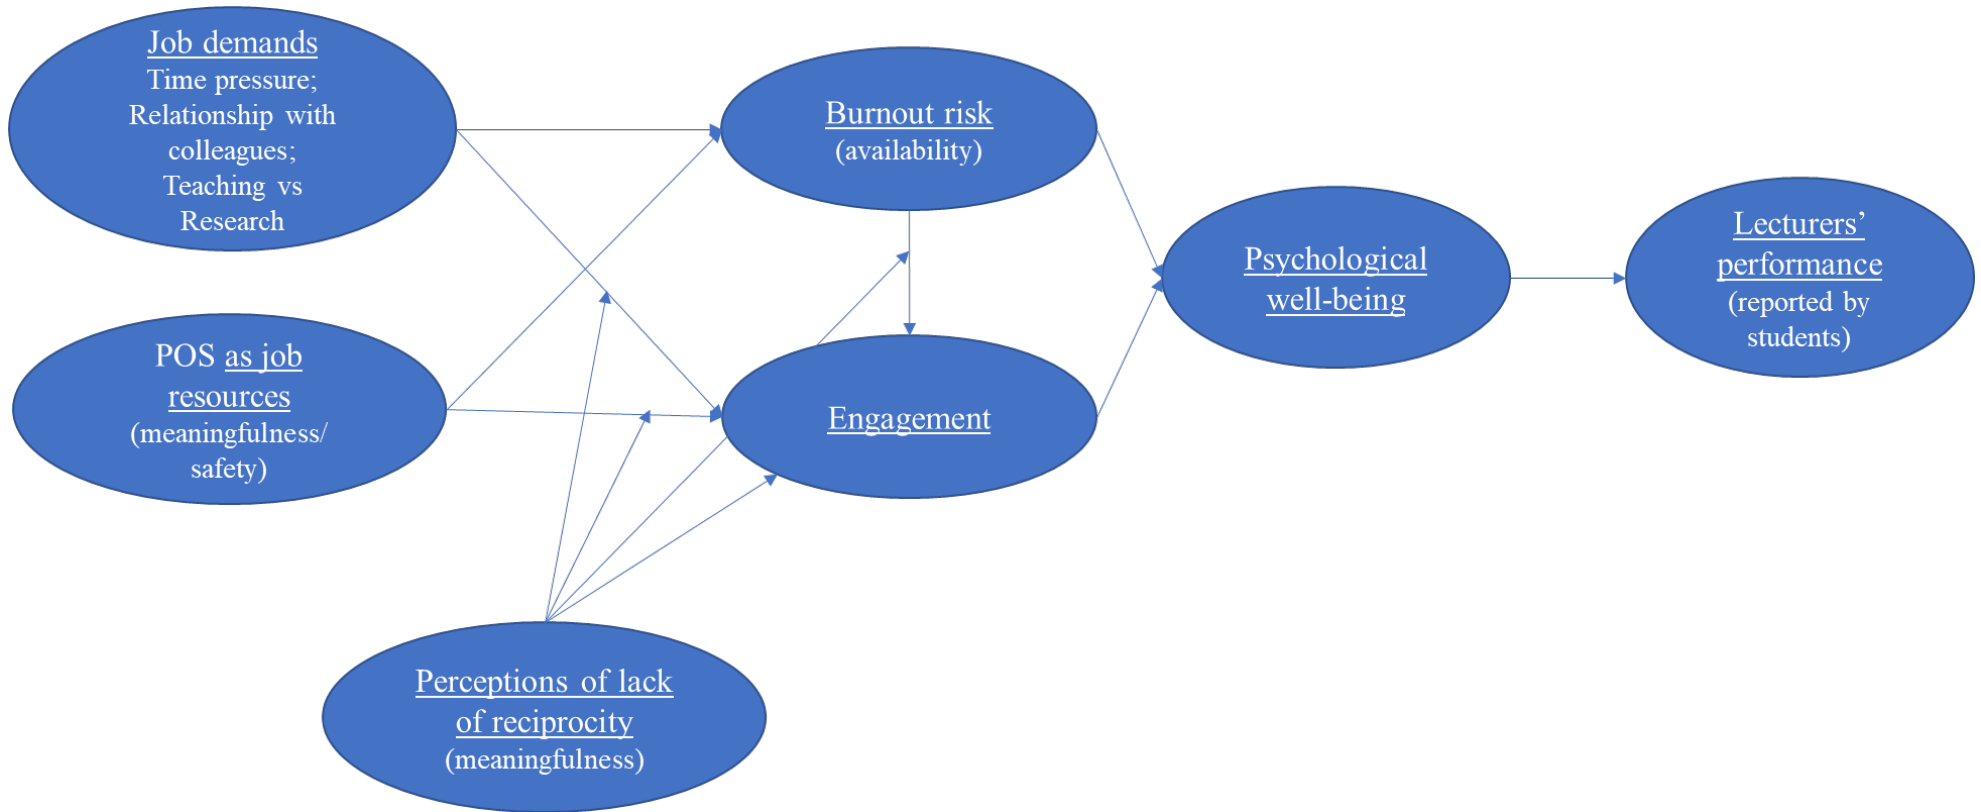 Job demands
Time pressure;
Relationship with
colleagues;
Teaching vs
Research
Burnout risk
(availability)
Psychological
well-being
Lecturers’
performance
(reported by
students)
POS as job
resources
(meaningfulness/
safety)
Engagement
Perceptions of lack
of reciprocity
(meaningfulness)